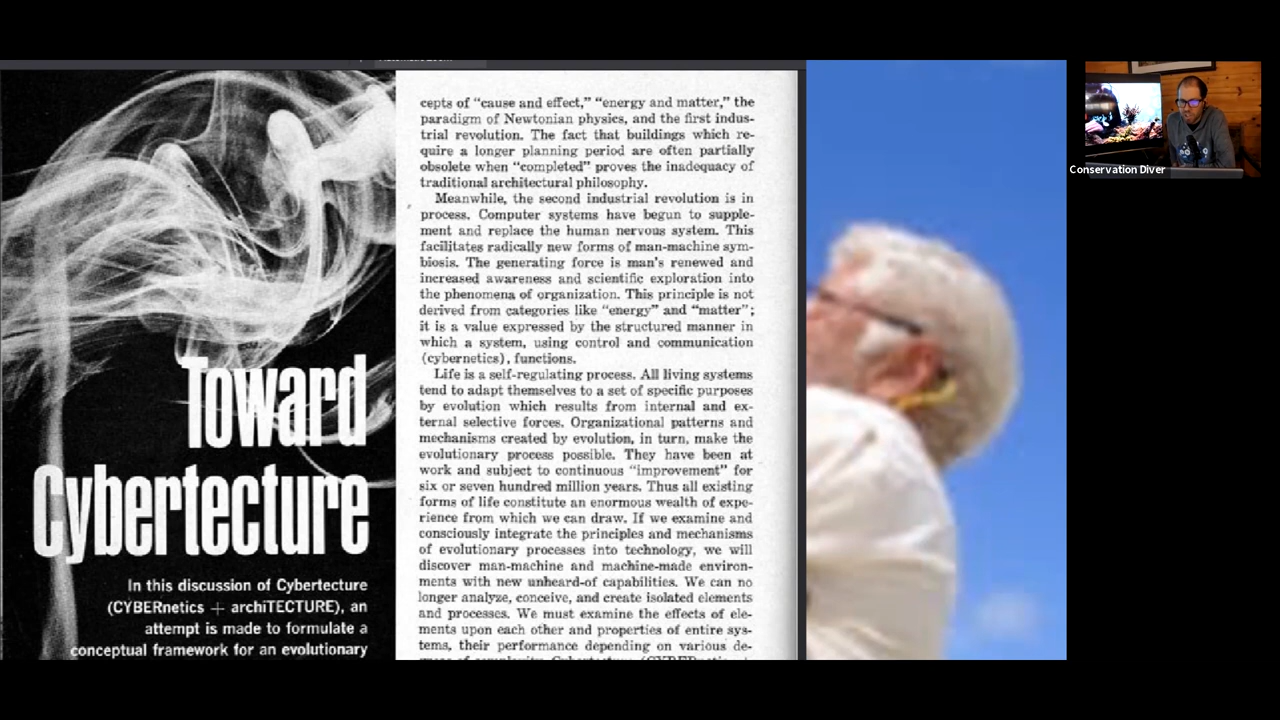 Toward
Cybertecture
In this discussion of Cybertecture
(CYBERnetics + archiTECTURE), an
attempt is made to formulate a
conceptual framework for an evolutionary
cepts of “cause and effect,” “energy and matter,” the
paradigm of Newtonian physics, and the first indus-
trial revolution. The fact that buildings which re-
quire a longer planning period are often partially
obsolete when “completed” proves the inadequacy of
traditional architectural philosophy.
Meanwhile, the second industrial revolution is in
process. Computer systems have begun to supple-
ment and replace the human nervous system. This
facilitates radically new forms of man-machine sym-
biosis. The generating force is man's renewed and
increased awareness and scientific exploration into
the phenomena of organization. This principle is not
derived from categories like “energy” and “matter”;
it is a value expressed by the structured manner in
which a system, using control and communication
(cybernetics), functions.
Life is a self-regulating process. All living systems
tend to adapt themselves to a set of specific purposes
by evolution which results from internal and ex-
ternal selective forces. Organizational patterns and
mechanisms created by evolution, in turn, make the
evolutionary process possible. They have been at
work and subject to continuous “improvement” for
six or seven hundred million years. Thus all existing
forms of life constitute an enormous wealth of expe-
rience from which we can draw. If we examine and
consciously integrate the principles and mechanisms
of evolutionary processes into technology, we will
discover man-machine and machine-made environ-
ments with new unheard-of capabilities. We can no
longer analyze, conceive, and create isolated elements
and processes. We must examine the effects of ele-
ments upon each other and properties of entire sys-
tems, their performance depending on various de-
Conservation Diver